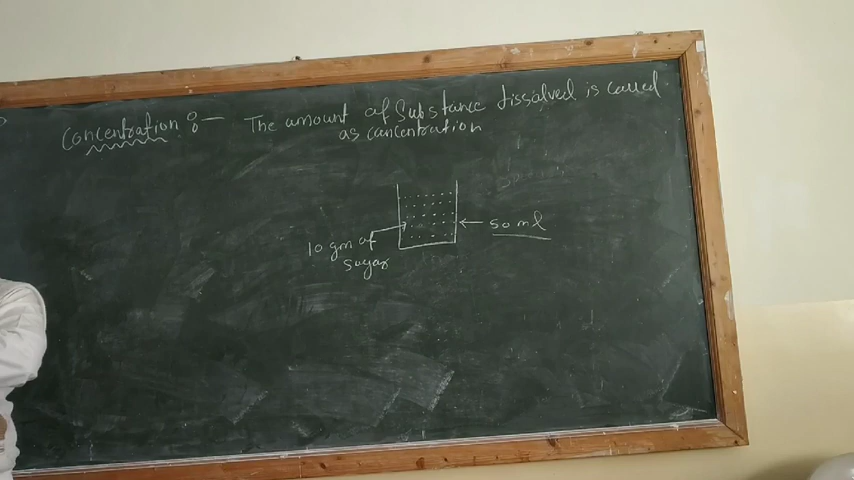 Concentration :- The amount of Substance dissolved is called
as concentration
50 ml
10 gm of
sugar